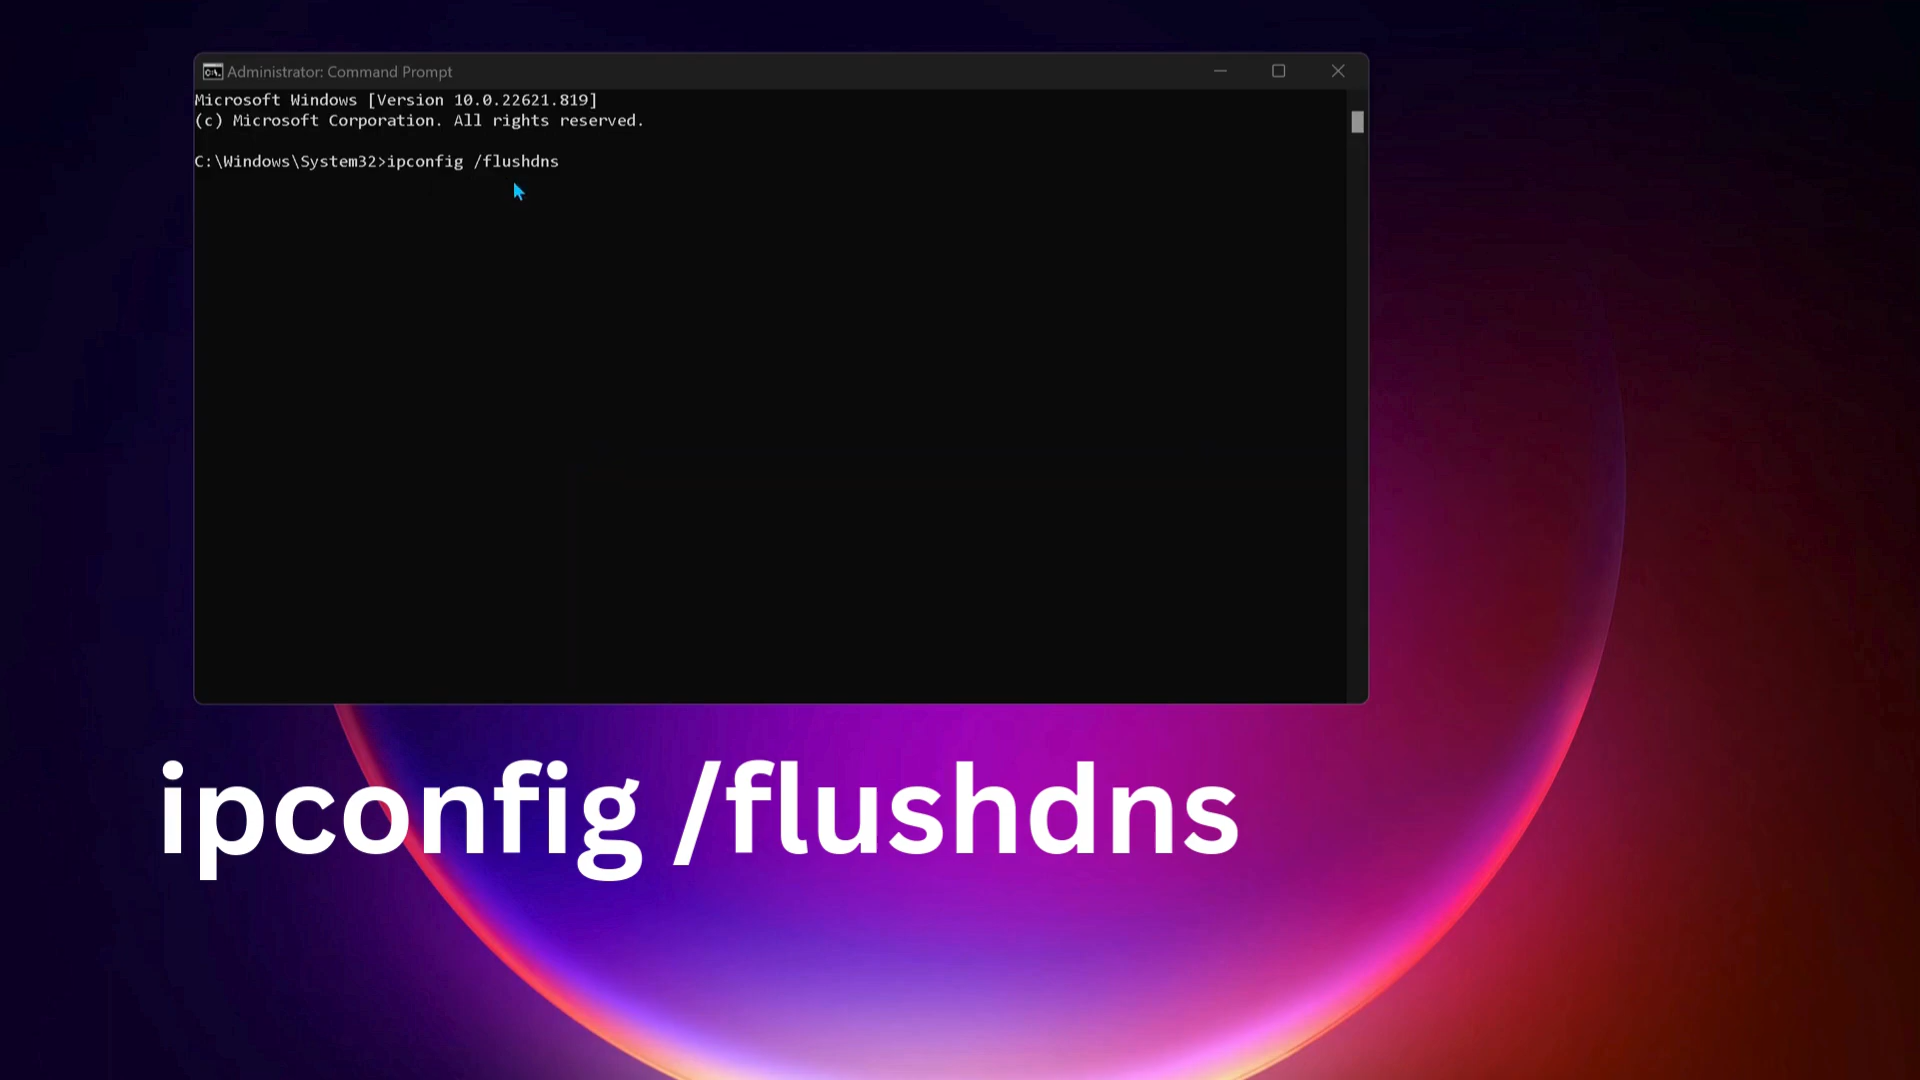 Administrator: Command Prompt
Microsoft Windows [Version 10.0.22621.819]
(c) Microsoft Corporation. All rights reserved.
C:\Windows\System32>ipconfig /flushdns
ipconfig /flushdns